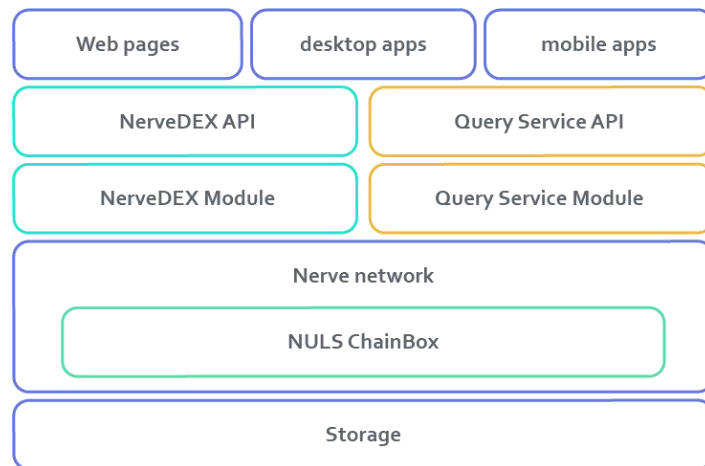 Web pages
desktop apps
mobile apps
NerveDEX API
Query Service API
NerveDEX Module
Query Service Module
Nerve network
NULS ChainBox
Storage